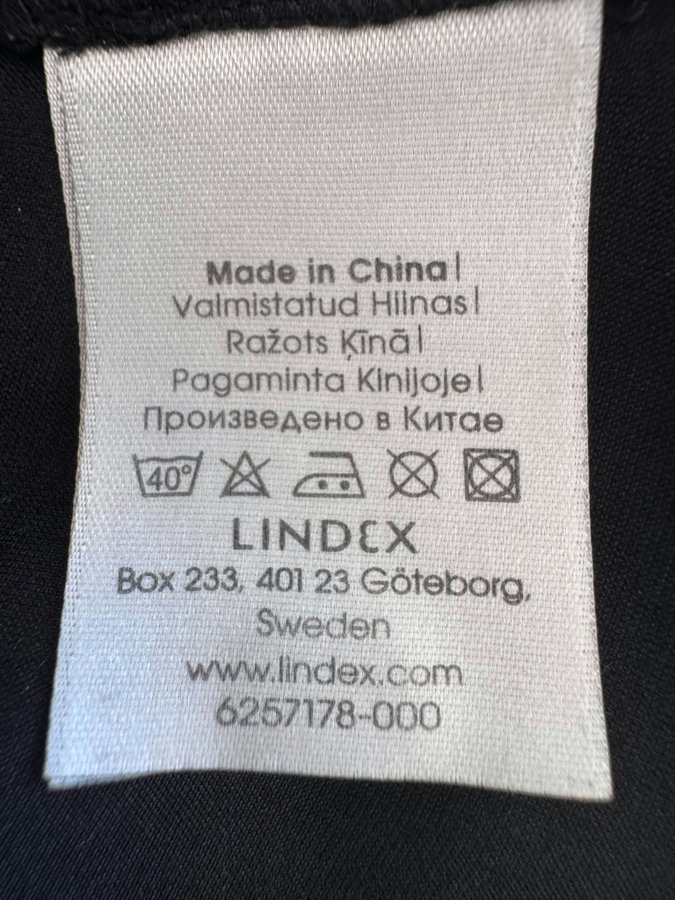 Made in China|
Valmistatud Hiinas|
Ražots Ķīnā|
Pagaminta Kinijoje|
Произведено в Китае
40°
LINDEX
Box 233, 401 23 Göteborg,
Sweden
www.lindex.com
6257178-000